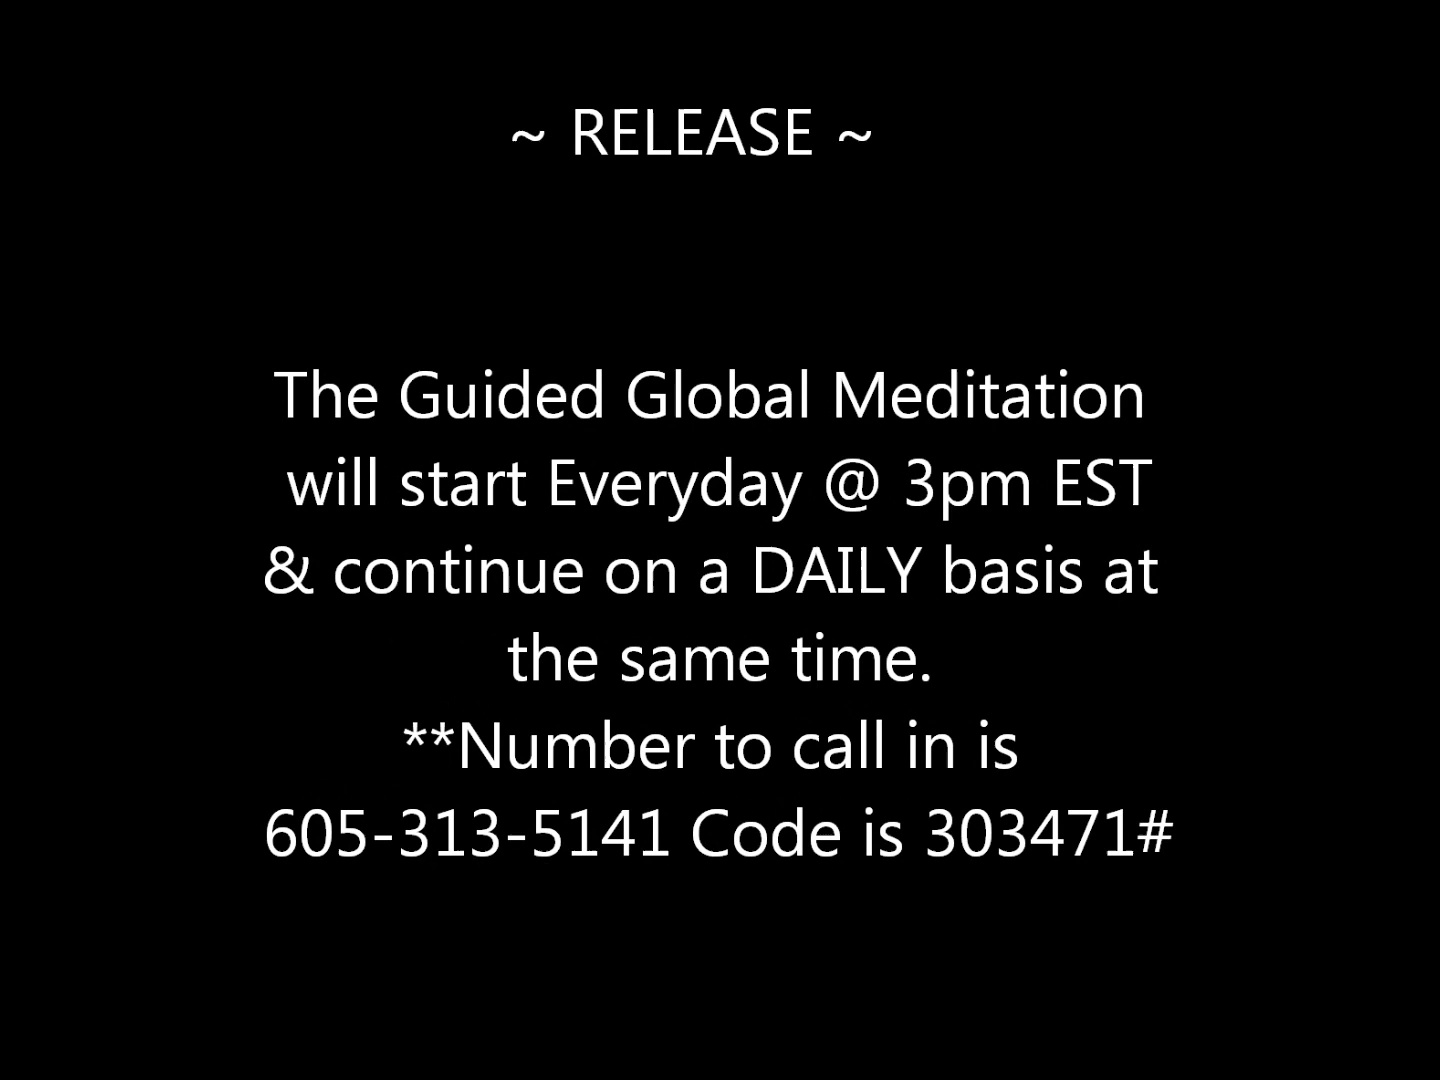 ~ RELEASE ~
The Guided Global Meditation
will start Everyday @ 3pm EST
& continue on a DAILY basis at
the same time.
**Number to call in is
605-313-5141 Code is 303471#